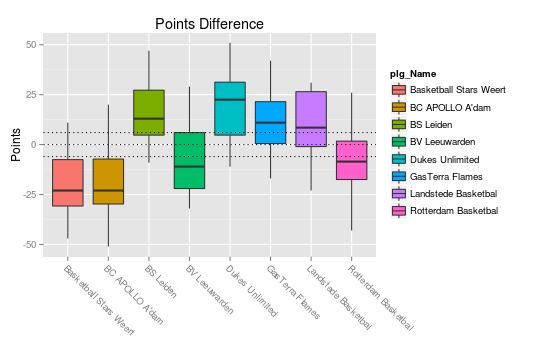 Points Difference
Points
50
25
0
-25
-50
Basketball Stars Weert
BC APOLLO A'dam
BS Leiden
BV Leeuwarden
Dukes Unlimited
GasTerra Flames
Landstede Basketbal
Rotterdam Basketbal
plg_Name
Basketball Stars Weert
BC APOLLO A'dam
BS Leiden
BV Leeuwarden
Dukes Unlimited
GasTerra Flames
Landstede Basketbal
Rotterdam Basketbal